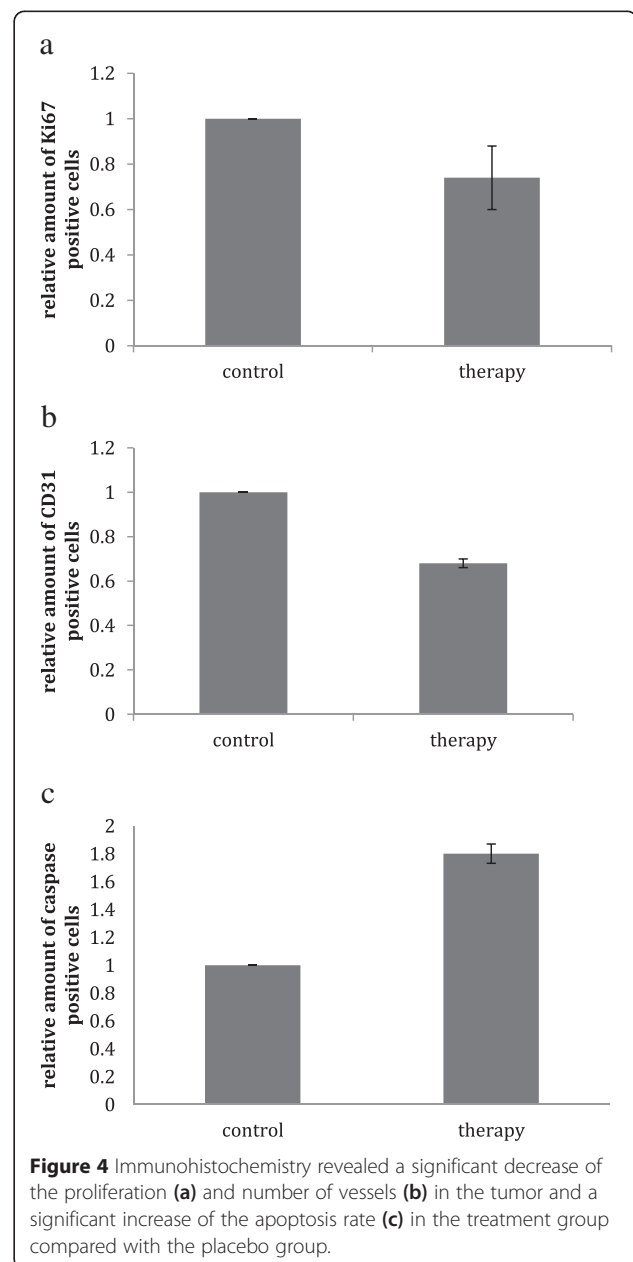 a
1.2
1
0.8
0.6
0.4
0.2
0
relative amount of Ki67
positive cells
control therapy
b
1.2
1
0.8
0.6
0.4
0.2
0
relative amount of CD31
positive cells
control therapy
c
2
1.8
1.6
1.4
1.2
1
0.8
0.6
0.4
0.2
0
relative amount of caspase
positive cells
control therapy
Figure 4 Immunohistochemistry revealed a significant decrease of
the proliferation (a) and number of vessels (b) in the tumor and a
significant increase of the apoptosis rate (c) in the treatment group
compared with the placebo group.